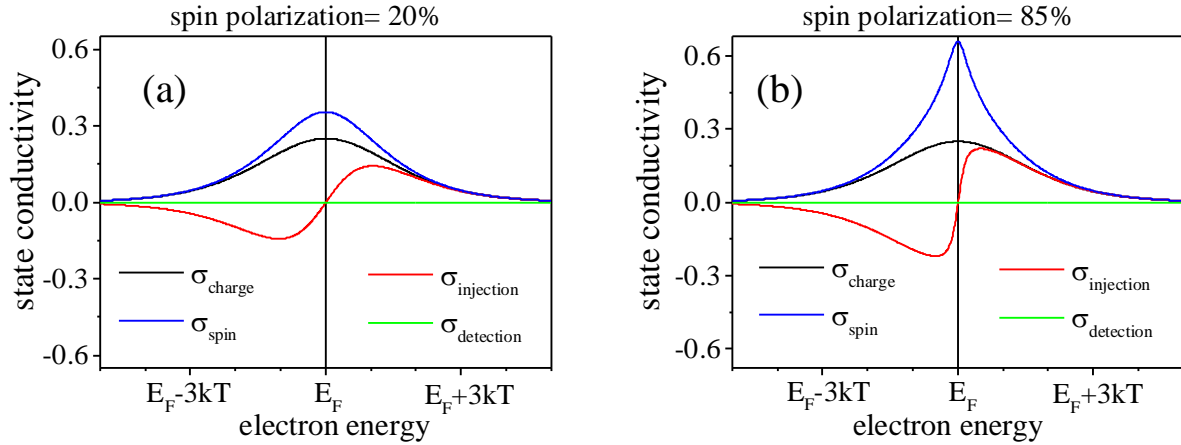 spin polarization= 20%
(a)
state conductivity
0.6
0.3
0.0
-0.3
-0.6
σcharge
σspin
σinjection
σdetection
EF-3kT
EF
EF+3kT
electron energy
spin polarization= 85%
(b)
state conductivity
0.6
0.3
0.0
-0.3
-0.6
σcharge
σspin
σinjection
σdetection
EF-3kT
EF
EF+3kT
electron energy